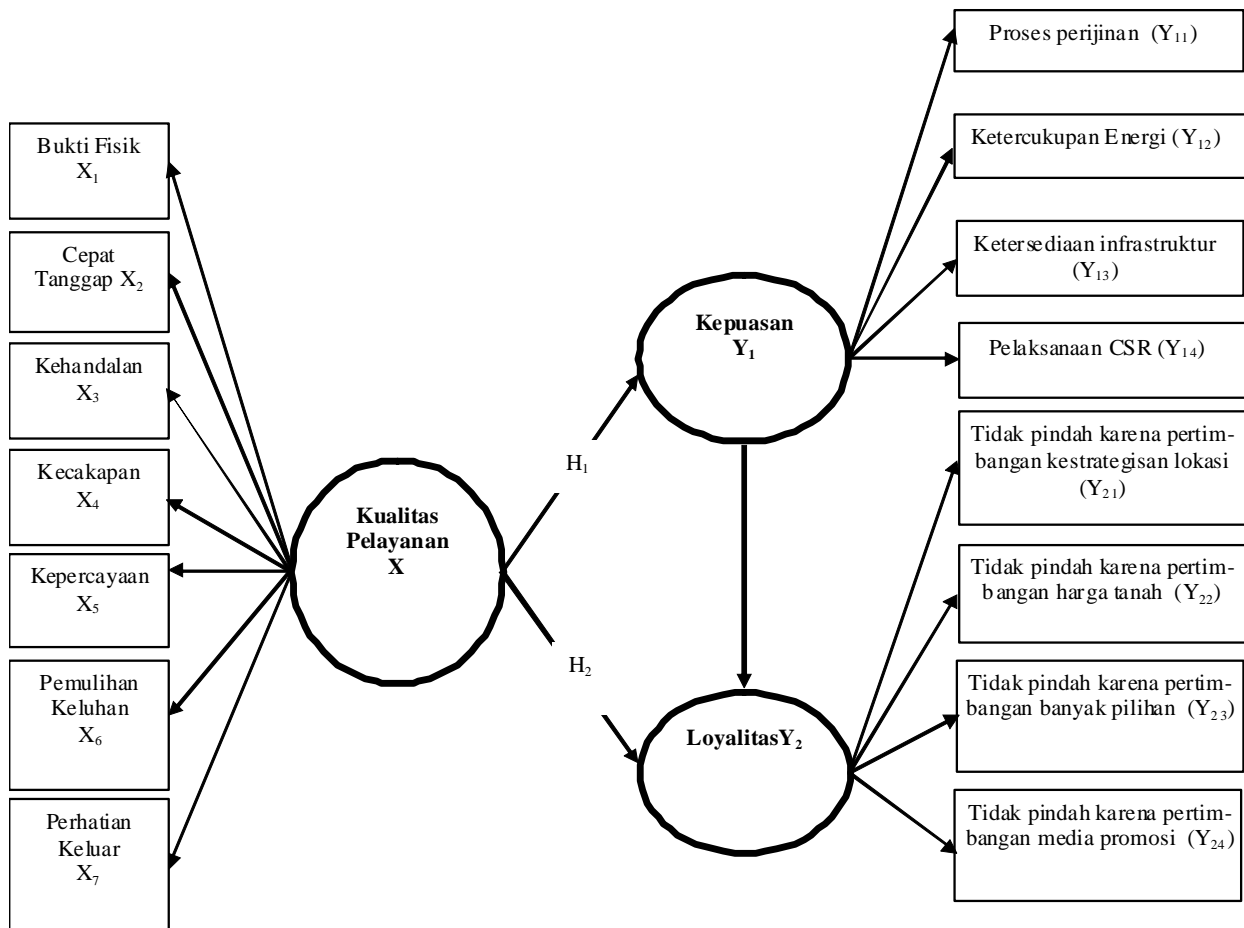 Bukti Fisik
X₁
Cepat
Tanggap X₂
Kehandalan
X₃
Kecakapan
X₄
Kepercayaan
X₅
Pemulihan
Keluhan
X₆
Perhatian
Keluar
X₇
Kualitas
Pelayanan
X
H₁
H₂
Kepuasan
Y₁
LoyalitasY₂
Proses perijinan (Y₁₁)
Ketercukupan Energi (Y₁₂)
Ketersediaan infrastruktur
(Y₁₃)
Pelaksanaan CSR (Y₁₄)
Tidak pindah karena pertim-
bangan kestrategisan lokasi
(Y₂₁)
Tidak pindah karena pertim-
bangan harga tanah (Y₂₂)
Tidak pindah karena pertim-
bangan banyak pilihan (Y₂₃)
Tidak pindah karena pertim-
bangan media promosi (Y₂₄)